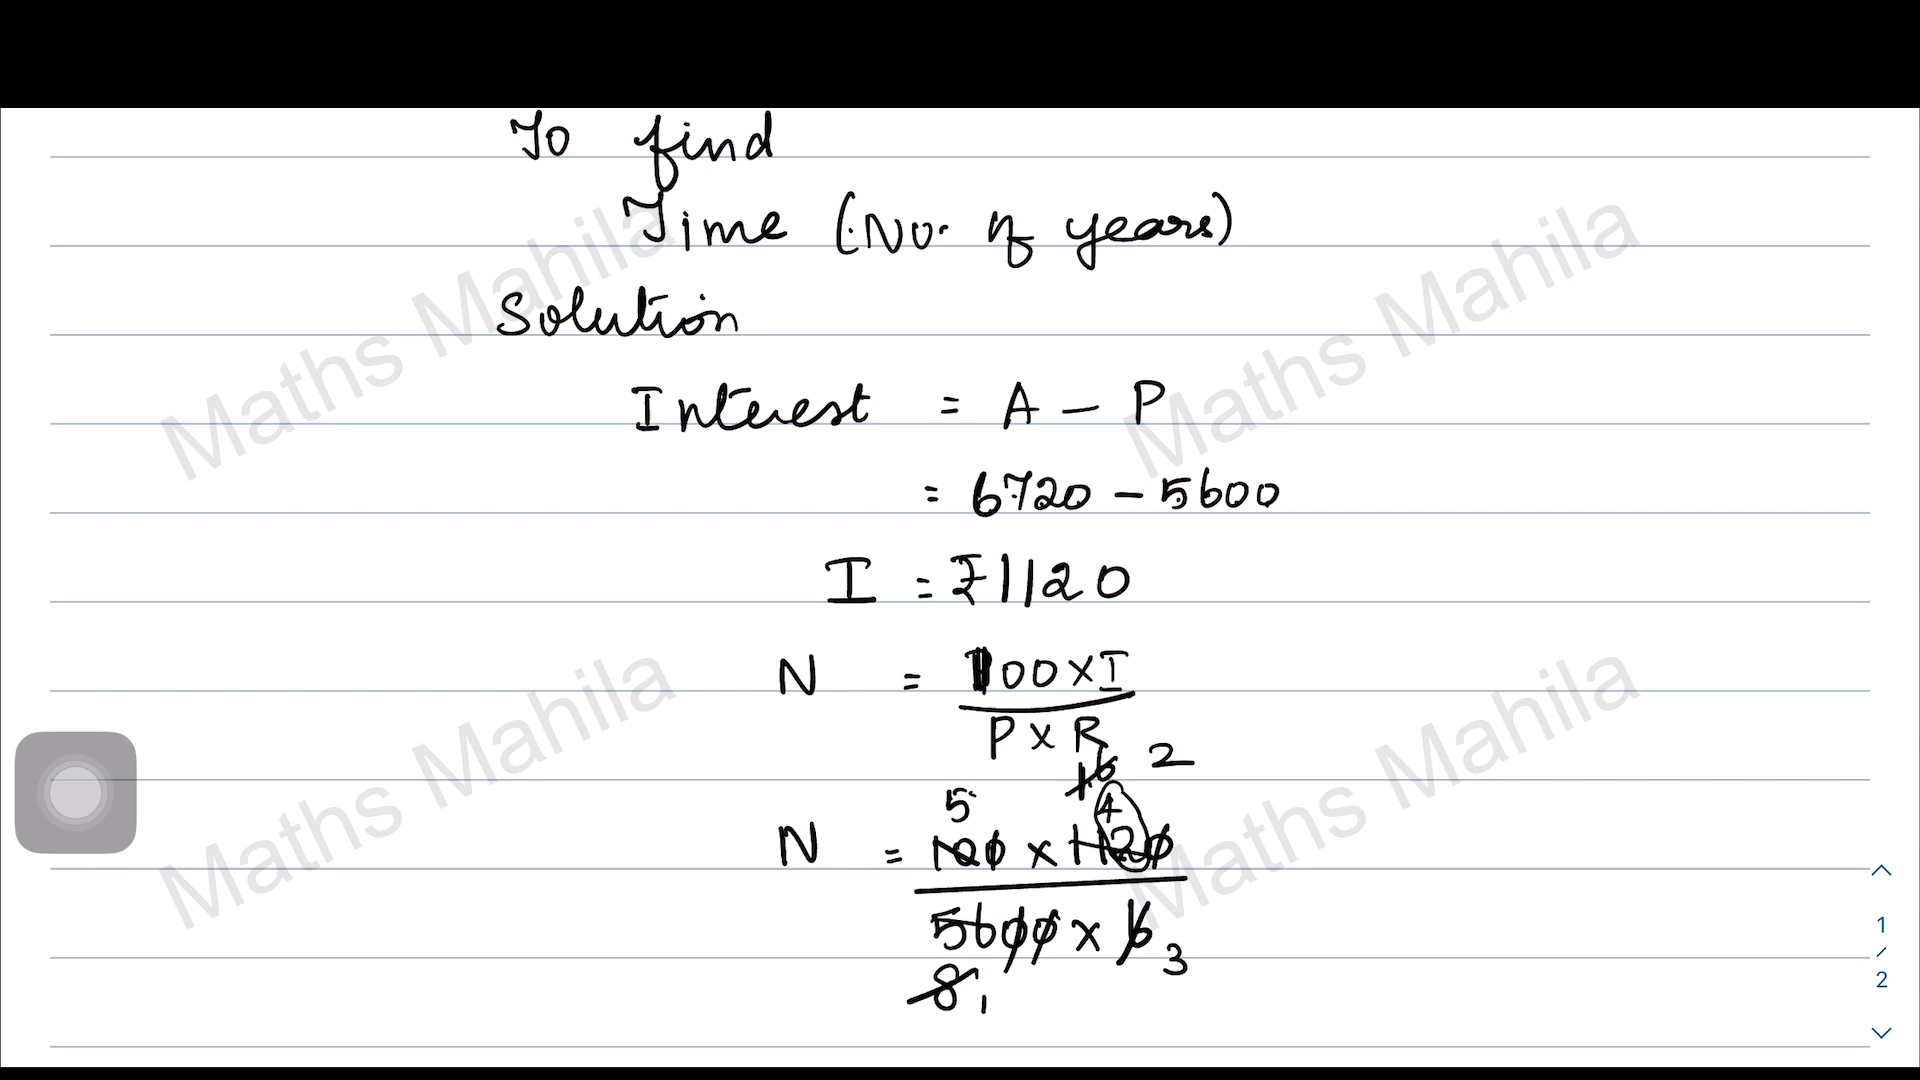 To find
Time (No. of years)
Solution
Interest = A - P
= 6720 - 5600
I = ₹1120
N = 100 x I
P x R
16 2
5 4
N = 100 x 1120
5600 x 6 3
8 1
Maths Mahila
Maths Mahila
Maths Mahila
Maths Mahila
1
/
2